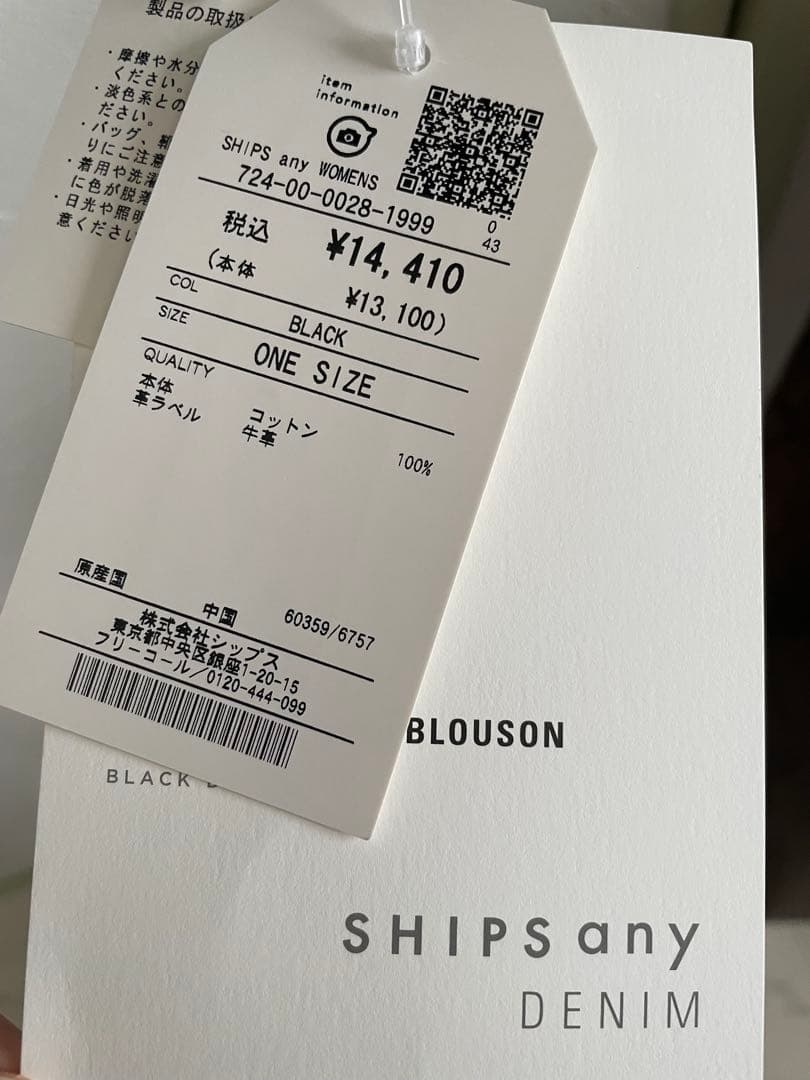 製品の取扱
・摩擦や水分
ください。
・淡色系との
ださい。
・バッグ、
りにご注意
・着用や洗濯
に色が脱落
・日光や照明
意ください
item
information
SHIPS any WOMENS
724-00-0028-1999
0
43
税込 ¥14,410
(本体 ¥13,100)
COL BLACK
SIZE ONE SIZE
QUALITY
本体 コットン 100%
革ラベル 牛革
原産国
中国 60359/6757
株式会社シップス
東京都中央区銀座1-20-15
フリーコール/0120-444-099
BLOUSON
BLACK
SHIPS any
DENIM